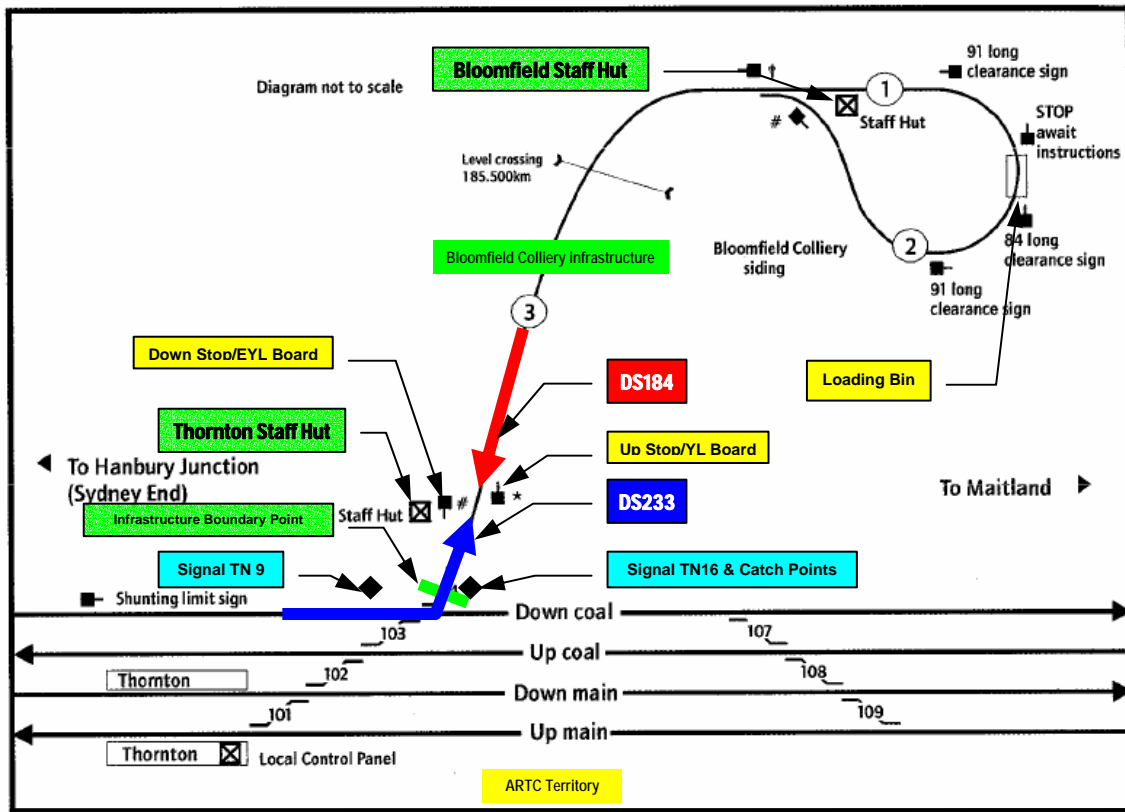 Bloomfield Staff Hut
91 long
clearance sign
Diagram not to scale
1
#
Staff Hut
STOP
await
instructions
Level crossing
185.500km
Bloomfield Colliery infrastructure
Bloomfield Colliery
siding
2
84 long
clearance sign
91 long
clearance sign
3
Down Stop/EYL Board
DS184
Loading Bin
Thornton Staff Hut
Up Stop/YL Board
To Hanbury Junction
(Sydney End)
To Maitland
DS233
Staff Hut
#
*
Infrastructure Boundary Point
Signal TN 9
Signal TN16 & Catch Points
Shunting limit sign
Down coal
103
107
Up coal
102
108
Thornton
Down main
101
109
Up main
Thornton
Local Control Panel
ARTC Territory